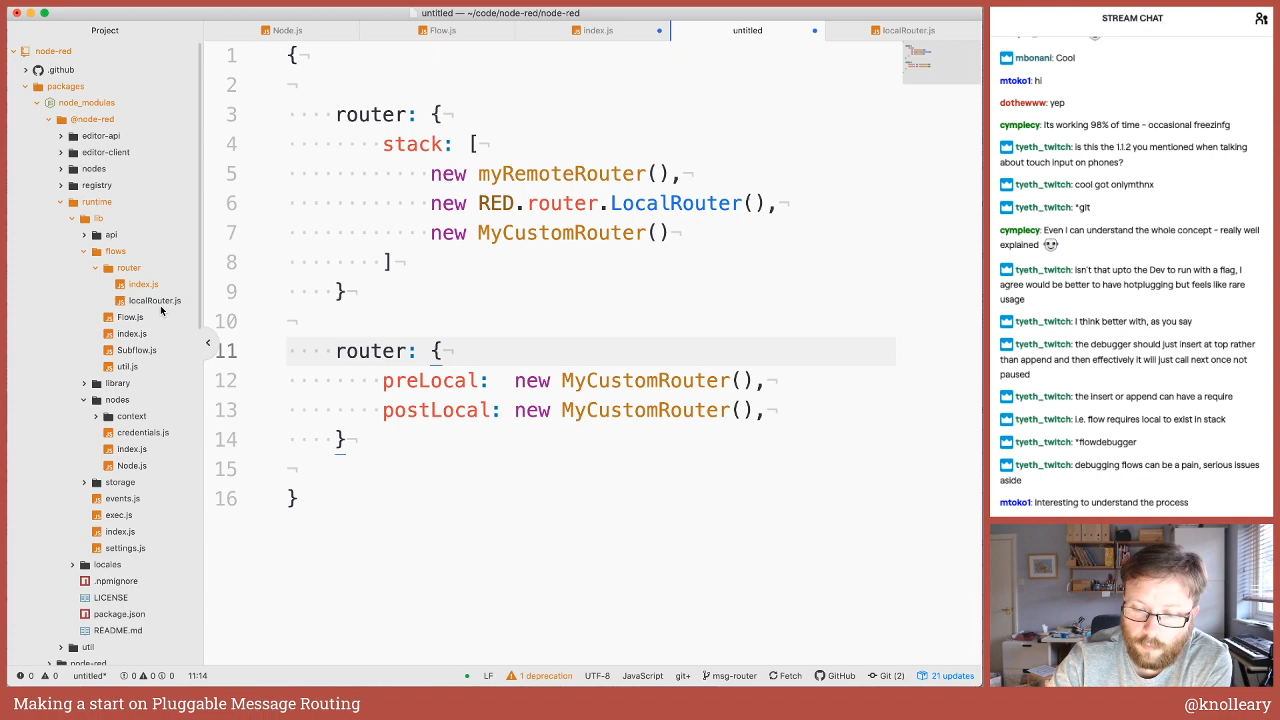 untitled — ~/code/node-red/node-red
Project
Node.js
Flow.js
index.js
untitled
localRouter.js
node-red
.github
packages
node_modules
@node-red
editor-api
editor-client
nodes
registry
runtime
lib
api
flows
router
index.js
localRouter.js
Flow.js
index.js
Subflow.js
util.js
library
nodes
context
credentials.js
index.js
Node.js
storage
events.js
exec.js
index.js
settings.js
locales
.npmignore
LICENSE
package.json
README.md
util
node-red
1 {
2
3 router: {
4 stack: [
5 new myRemoteRouter(),
6 new RED.router.LocalRouter(),
7 new MyCustomRouter()
8 ]
9 }
10
11 router: {
12 preLocal: new MyCustomRouter(),
13 postLocal: new MyCustomRouter(),
14 }
15
16 }
0 0 untitled* 0 0 0 11:14 LF 1 deprecation UTF-8 JavaScript git+ msg-router Fetch GitHub Git (2) 21 updates
STREAM CHAT
mbonani: Cool
mtoko1: hi
dothewww: yep
cymplecy: Its working 98% of time - occasional freezinfg
tyeth_twitch: is this the 1.1.2 you mentioned when talking
about touch input on phones?
tyeth_twitch: cool got onlymthnx
tyeth_twitch: *git
cymplecy: Even I can understand the whole concept - really well
explained
tyeth_twitch: isn't that upto the Dev to run with a flag, I
agree would be better to have hotplugging but feels like rare
usage
tyeth_twitch: I think better with, as you say
tyeth_twitch: the debugger should just insert at top rather
than append and then effectively it will just call next once not
paused
tyeth_twitch: the insert or append can have a require
tyeth_twitch: i.e. flow requires local to exist in stack
tyeth_twitch: *flowdebugger
tyeth_twitch: debugging flows can be a pain, serious issues
aside
mtoko1: Interesting to understand the process
Making a start on Pluggable Message Routing
@knolleary